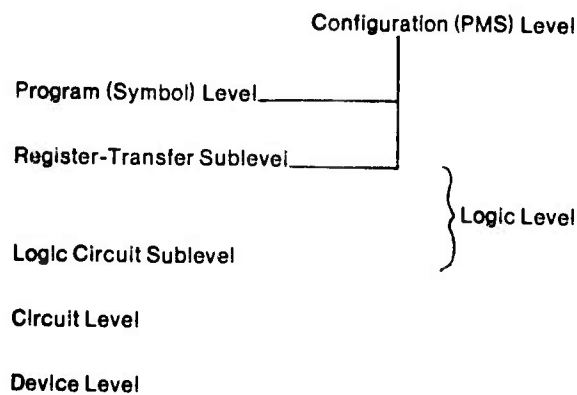 Configuration (PMS) Level
Program (Symbol) Level
Register-Transfer Sublevel
Logic Level
Logic Circuit Sublevel
Circuit Level
Device Level